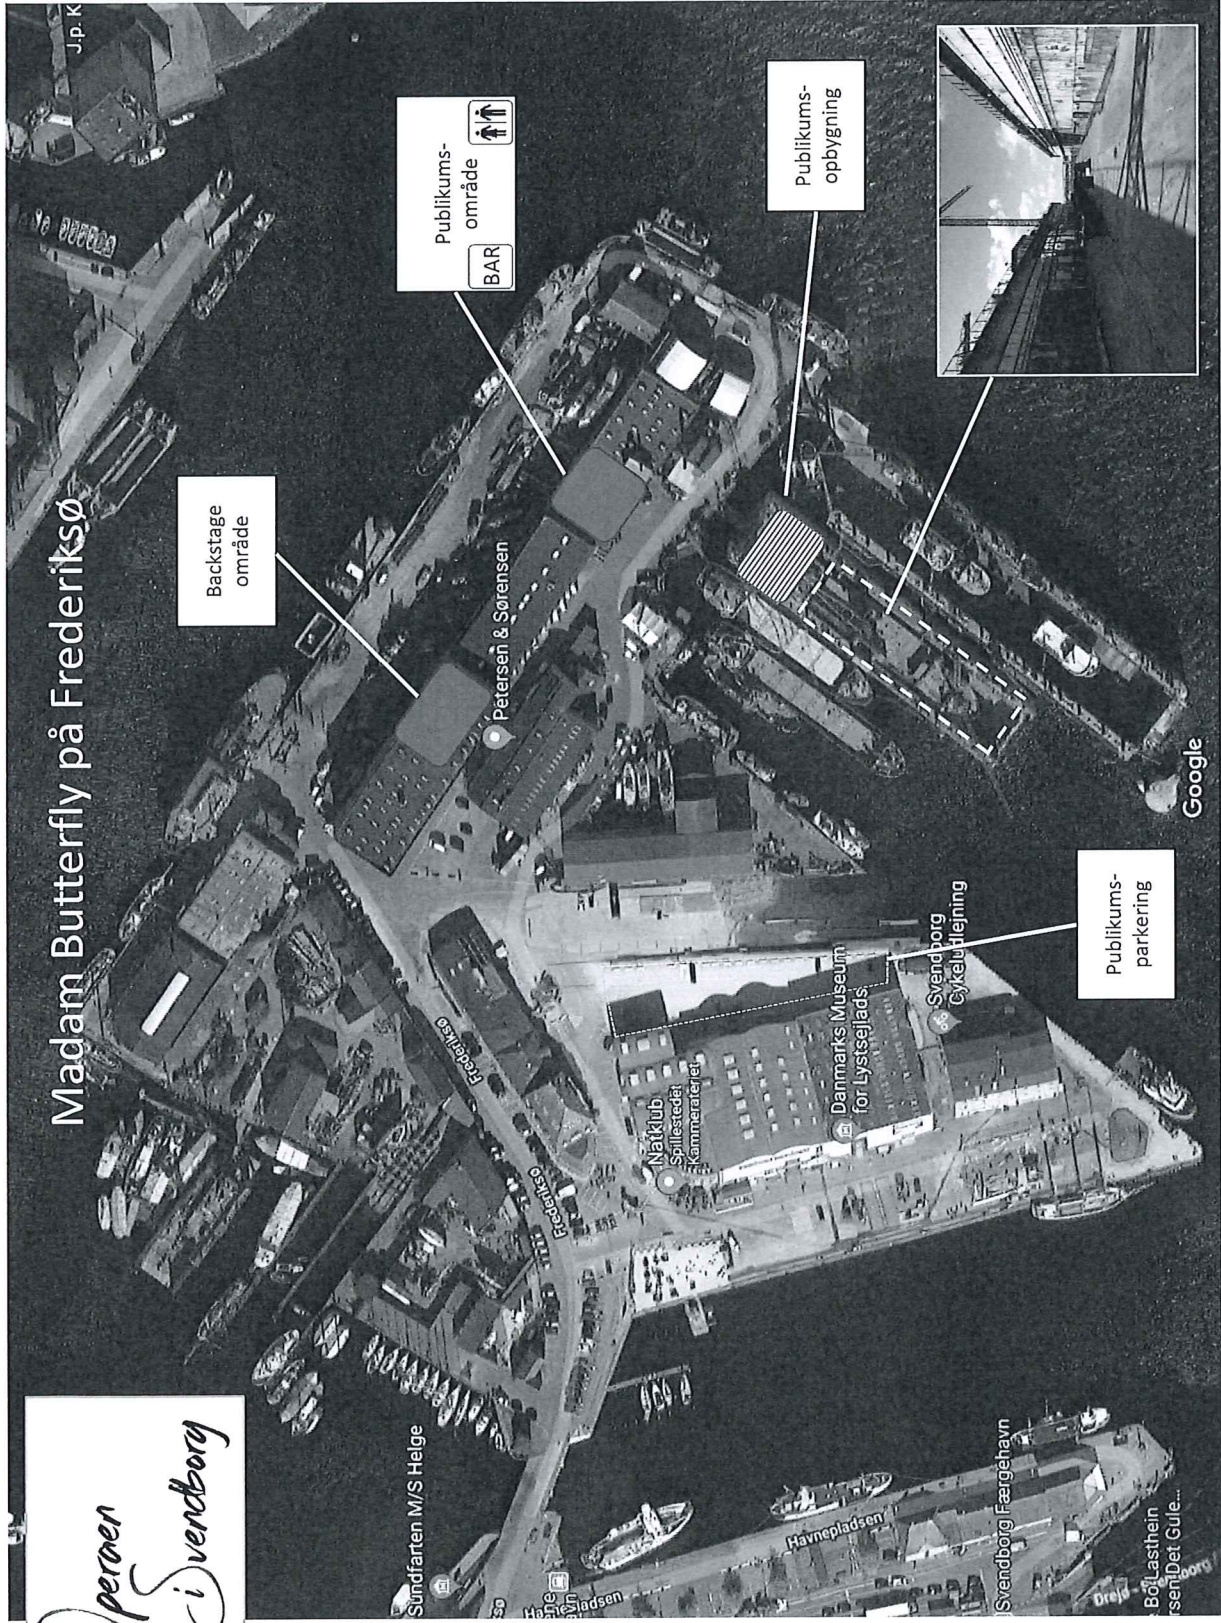 Operaen
i Svendborg
Madam Butterfly på Frederiksø
J.p. K
Backstage
område
Publikums-
område
BAR
Publikums-
opbygning
Petersen & Sørensen
Frederiksø
Frederiksø
Sundfarten M/S Helge
Natklub
Spillestedet
Kammerateriet
Danmarks Museum
for Lystsejlads
Svendborg
Cykeludlejning
Publikums-
parkering
Havnepladsen
Svendborg Færgehavn
Google